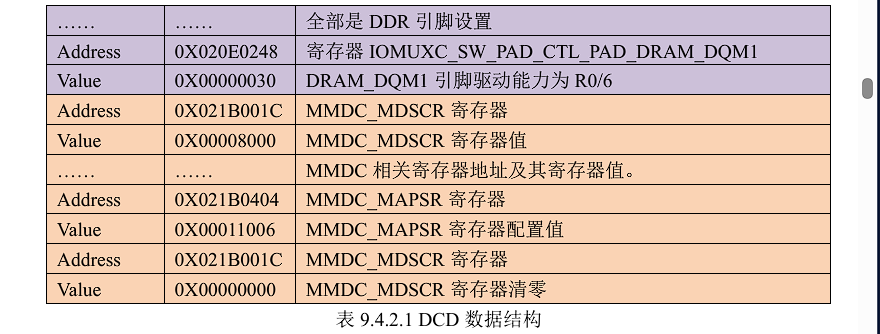 …… …… 全部是 DDR 引脚设置
Address 0X020E0248 寄存器 IOMUXC_SW_PAD_CTL_PAD_DRAM_DQM1
Value 0X00000030 DRAM_DQM1 引脚驱动能力为 R0/6
Address 0X021B001C MMDC_MDSCR 寄存器
Value 0X00008000 MMDC_MDSCR 寄存器值
…… …… MMDC 相关寄存器地址及其寄存器值。
Address 0X021B0404 MMDC_MAPSR 寄存器
Value 0X00011006 MMDC_MAPSR 寄存器配置值
Address 0X021B001C MMDC_MDSCR 寄存器
Value 0X00000000 MMDC_MDSCR 寄存器清零
表 9.4.2.1 DCD 数据结构